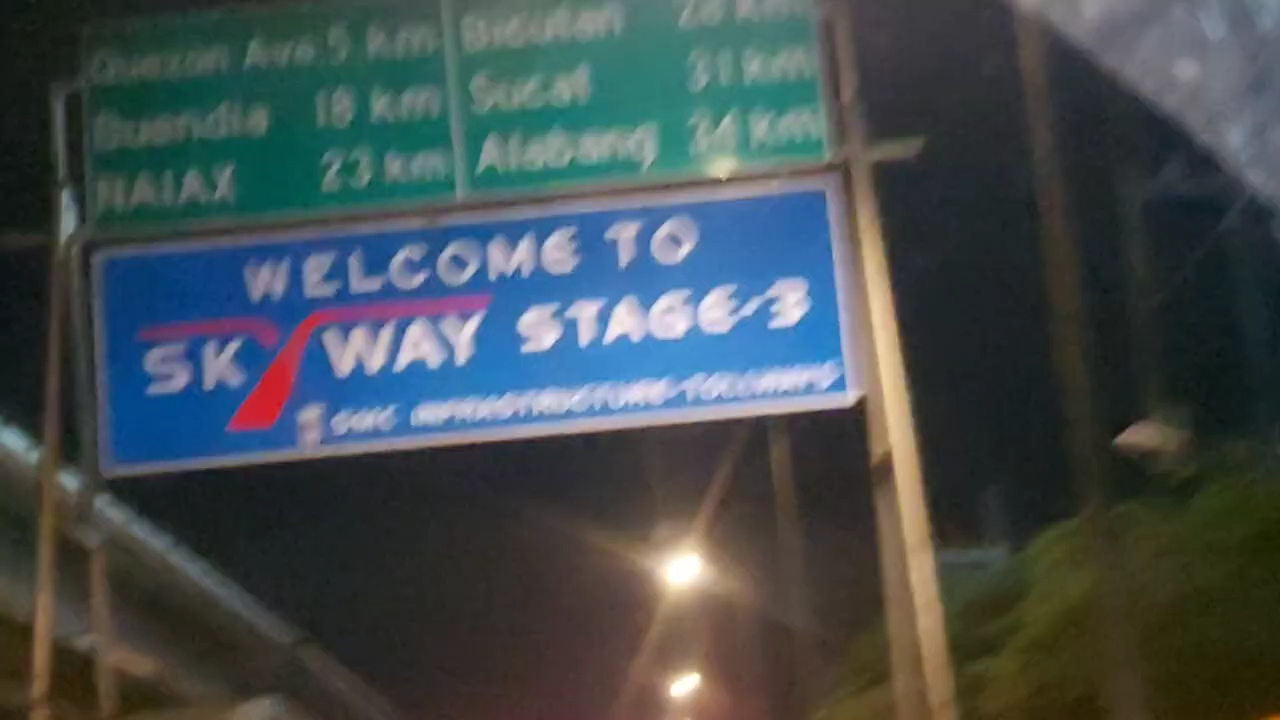 Quezon Ave. 5 km
Buendia 18 km
NAIAX 23 km
Bicutan 28 km
Sucat 31 km
Alabang 34 Km
WELCOME TO
SKYWAY STAGE-3
SMC INFRASTRUCTURE TOLLWAYS